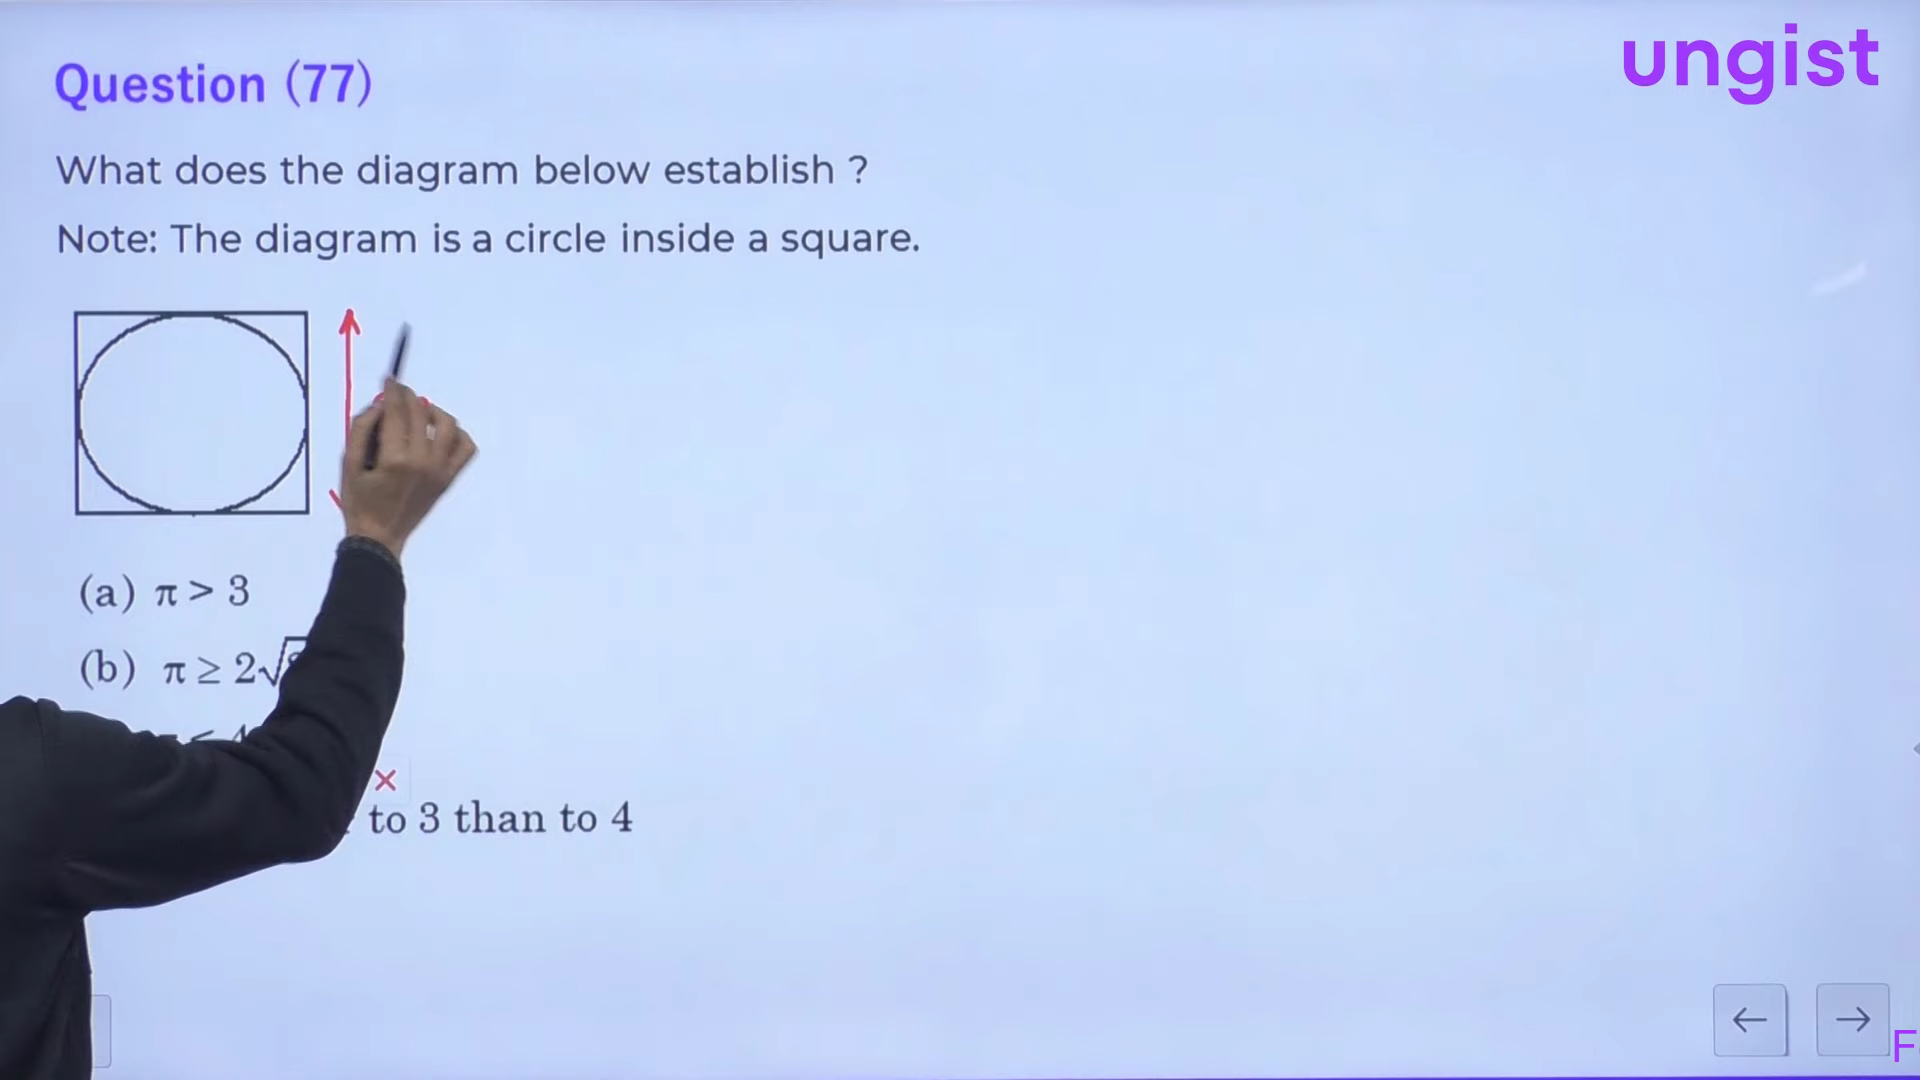 ungist
Question (77)
What does the diagram below establish ?
Note: The diagram is a circle inside a square.
(a) π > 3
(b) π ≥ 2√
≤ 4
to 3 than to 4
F